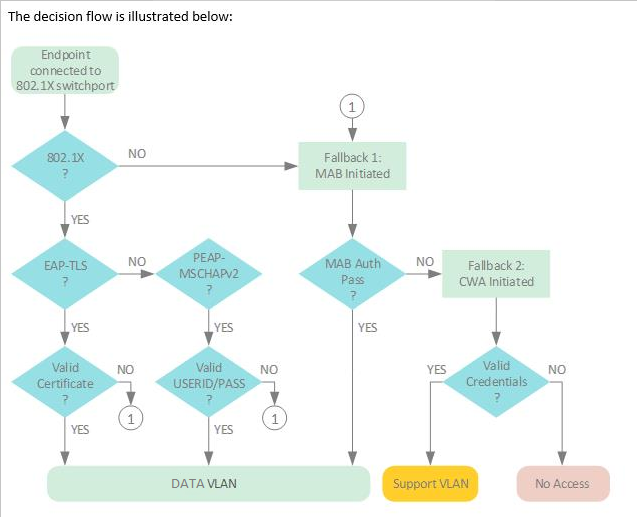 The decision flow is illustrated below:
Endpoint
connected to
802.1X switchport
1
802.1X
?
NO
Fallback 1:
MAB Initiated
YES
EAP-TLS
?
NO
PEAP-
MSCHAPv2
?
MAB Auth
Pass
?
NO
Fallback 2:
CWA Initiated
YES
YES
YES
Valid
Certificate
?
NO
Valid
USERID/PASS
?
NO
YES
Valid
Credentials
?
NO
1
1
YES
YES
DATA VLAN
Support VLAN
No Access